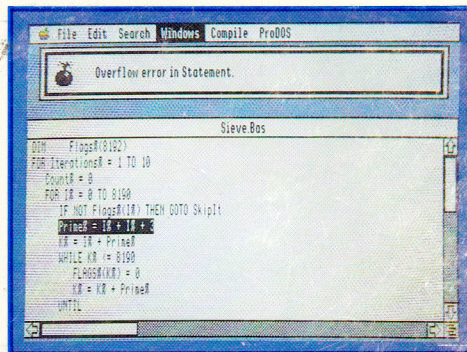 File Edit Search Windows Compile ProDOS
Overflow error in Statement.
Sieve.Bas
DIM Flags%(8192)
FOR Iterations% = 1 TO 10
Count% = 0
FOR I% = 0 TO 8190
IF NOT Flags%(I%) THEN GOTO SkipIt
Prime% = I% + I% + 3
K% = I% + Prime%
WHILE K% <= 8190
FLAGS%(K%) = 0
K% = K% + Prime%
UNTIL